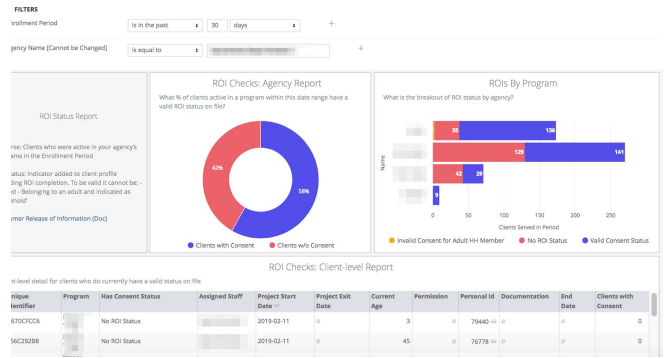 FILTERS
nrollment Period
is in the past
30
days
+
gency Name [Cannot be Changed]
is equal to
+
ROI Status Report
rse: Clients who were active in your agency's
ams in the Enrollment Period
tatus: Indicator added to client profile
ding ROI completion. To be valid it cannot be: -
d - Belonging to an adult and indicated as
ehold'
umer Release of Information (Doc)
ROI Checks: Agency Report
What % of clients active in a program within this date range have a
valid ROI status on file?
42%
58%
Clients with Consent
Clients w/o Consent
ROIs By Program
What is the breakout of ROI status by agency?
Name
35 136
129 141
42 29
9
0 50 100 150 200 250
Clients Served in Period
Invalid Consent for Adult HH Member
No ROI Status
Valid Consent Status
ROI Checks: Client-level Report
nt-level detail for clients who do currently have a valid status on file
nique Identifier
Program
Has Consent Status
Assigned Staff
Project Start Date
Project Exit Date
Current Age
Permission
Personal Id
Documentation
End Date
Clients with Consent
670CFCC6 No ROI Status 2019-02-11 ∅ 3 ∅ 79440 ∅ ∅ 0
36C292B8 No ROI Status 2019-02-11 ∅ 45 ∅ 76778 ∅ ∅ 0